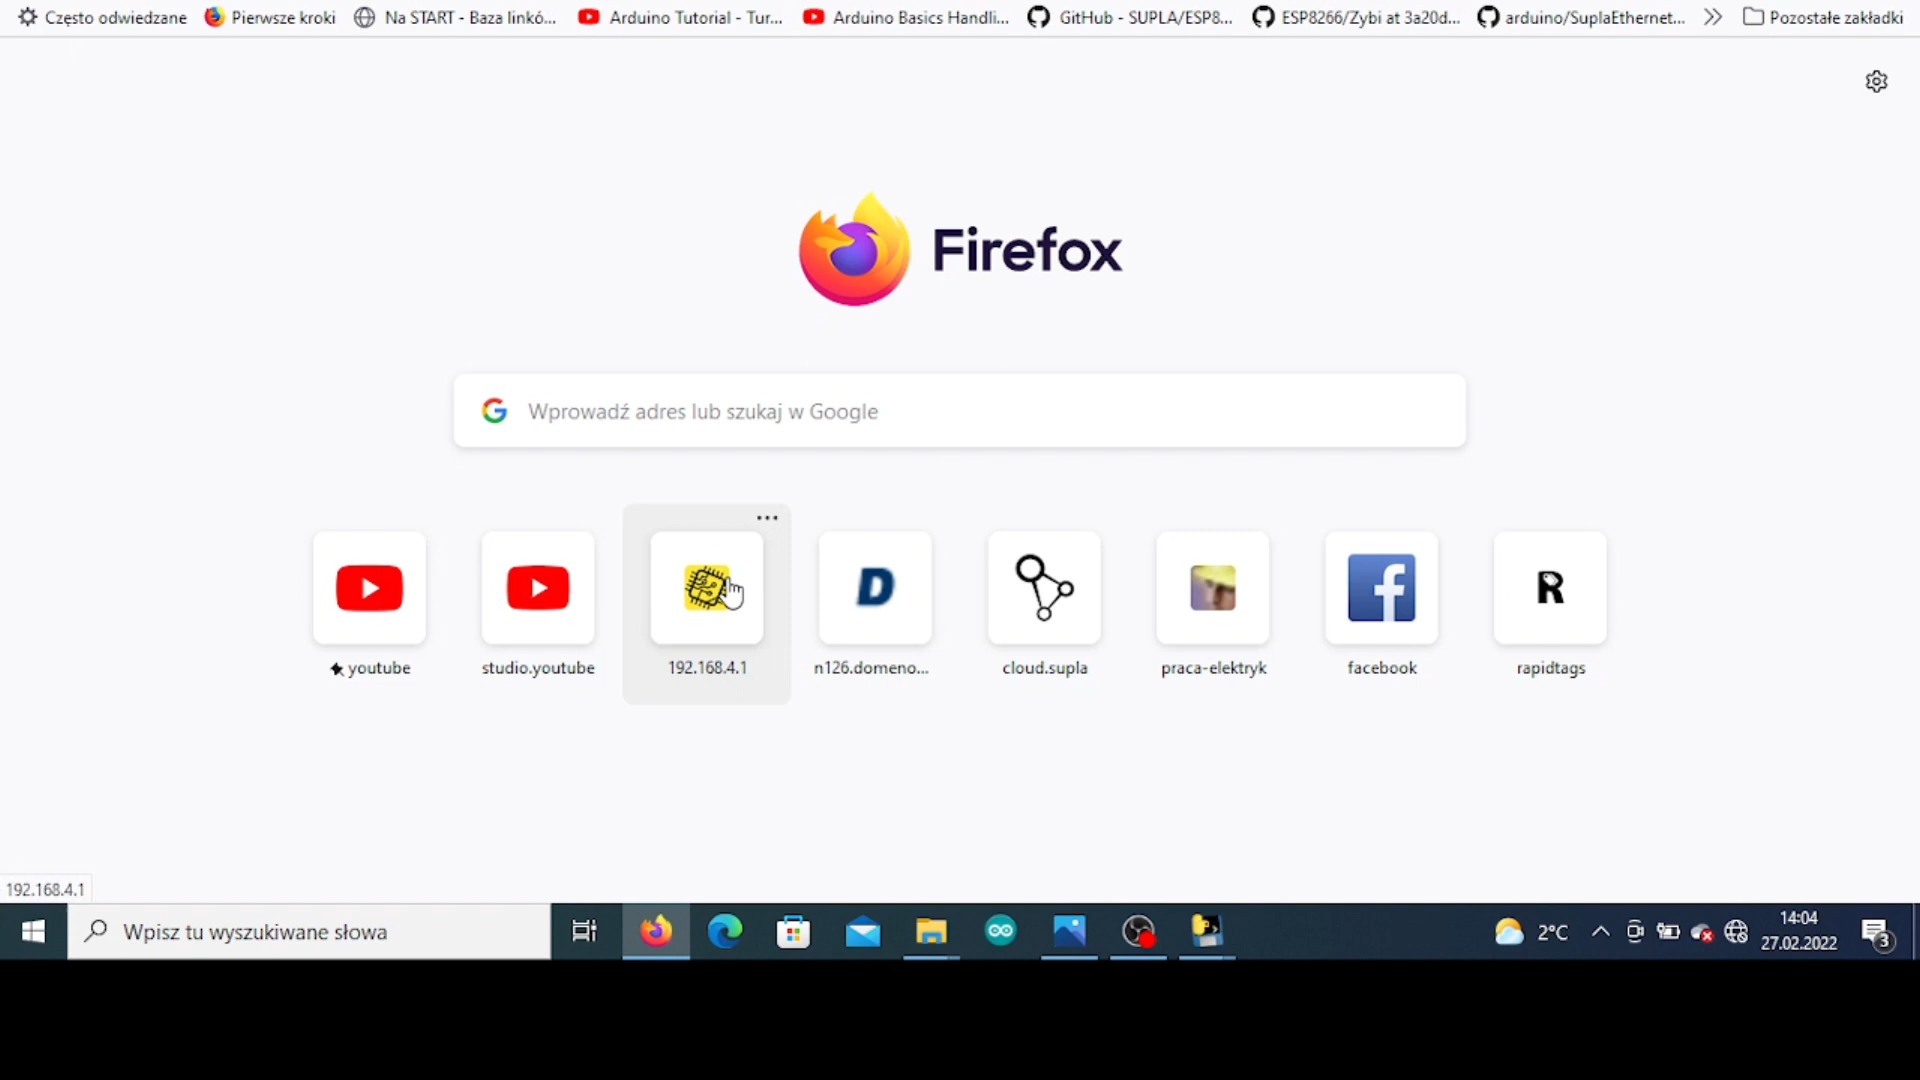 Często odwiedzane
Pierwsze kroki
Na START - Baza linkó...
Arduino Tutorial - Tur...
Arduino Basics Handli...
GitHub - SUPLA/ESP8...
ESP8266/Zybi at 3a20d...
arduino/SuplaEthernet...
Pozostałe zakładki
Firefox
Wprowadź adres lub szukaj w Google
youtube
studio.youtube
192.168.4.1
n126.domeno...
cloud.supla
praca-elektryk
facebook
rapidtags
192.168.4.1
Wpisz tu wyszukiwane słowa
2°C
14:04
27.02.2022
3